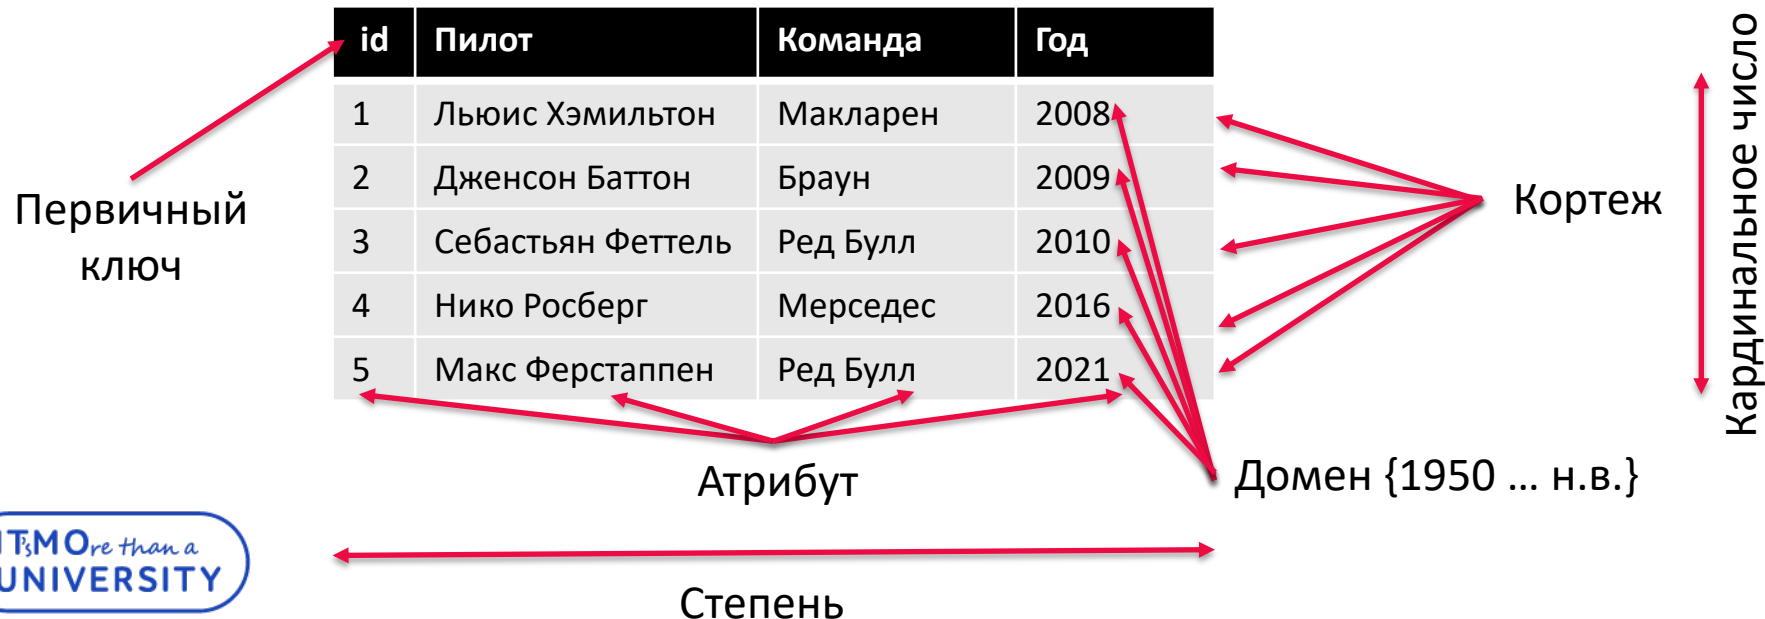 id Пилот Команда Год
1 Льюис Хэмильтон Макларен 2008
2 Дженсон Баттон Браун 2009
3 Себастьян Феттель Ред Булл 2010
4 Нико Росберг Мерседес 2016
5 Макс Ферстаппен Ред Булл 2021
Первичный
ключ
Кортеж
Кардинальное число
Атрибут
Домен {1950 ... н.в.}
Степень
IT'sMOre than a
UNIVERSITY